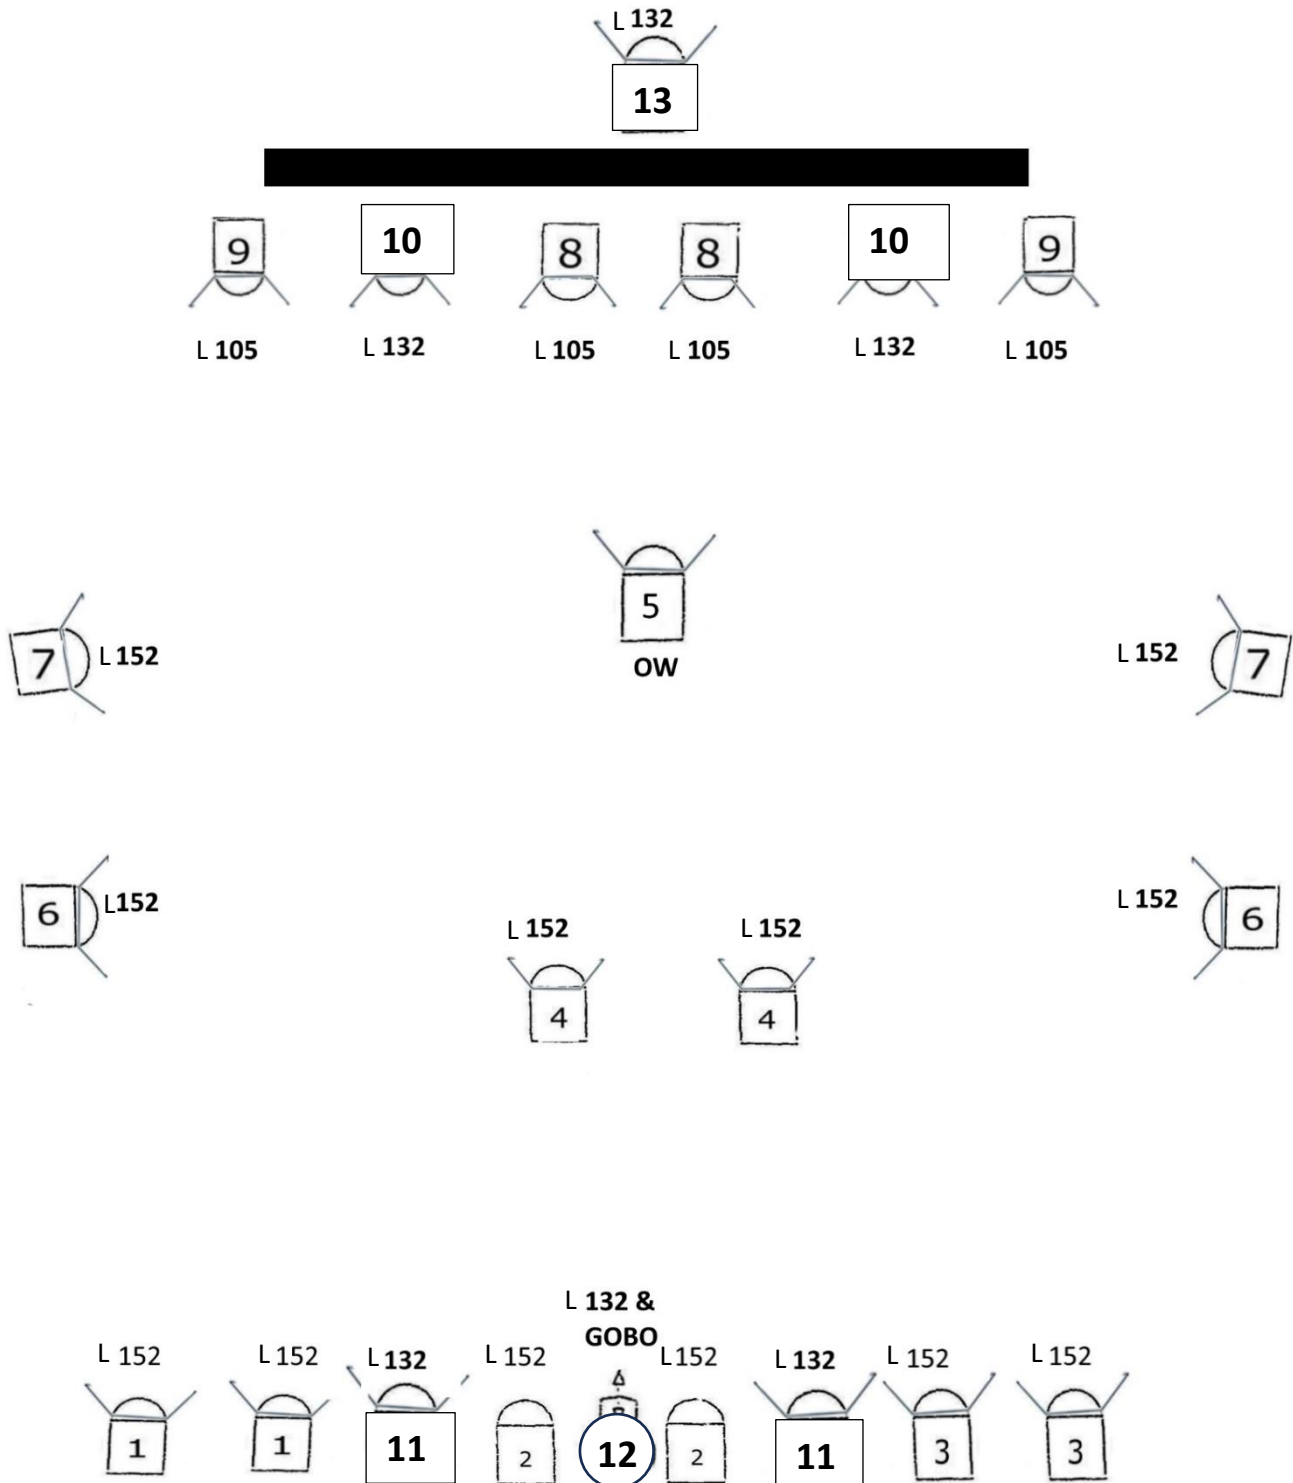 L 132
13
9 10 8 8 10 9
L 105 L 132 L 105 L 105 L 132 L 105
5
OW
7 L 152 L 152 7
6 L 152 L 152 6
L 152 L 152
4 4
L 132 &
GOBO
L 152 L 152 L 132 L 152 L 152 L 132 L 152 L 152
1 1 11 2 12 2 11 3 3